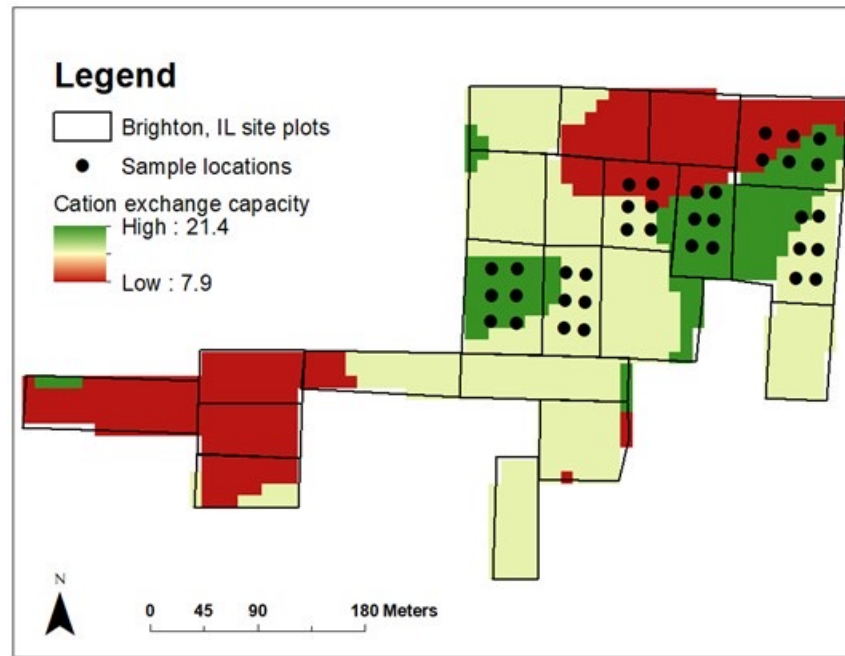 Legend
Brighton, IL site plots
Sample locations
Cation exchange capacity
High : 21.4
Low : 7.9
N
0 45 90 180 Meters